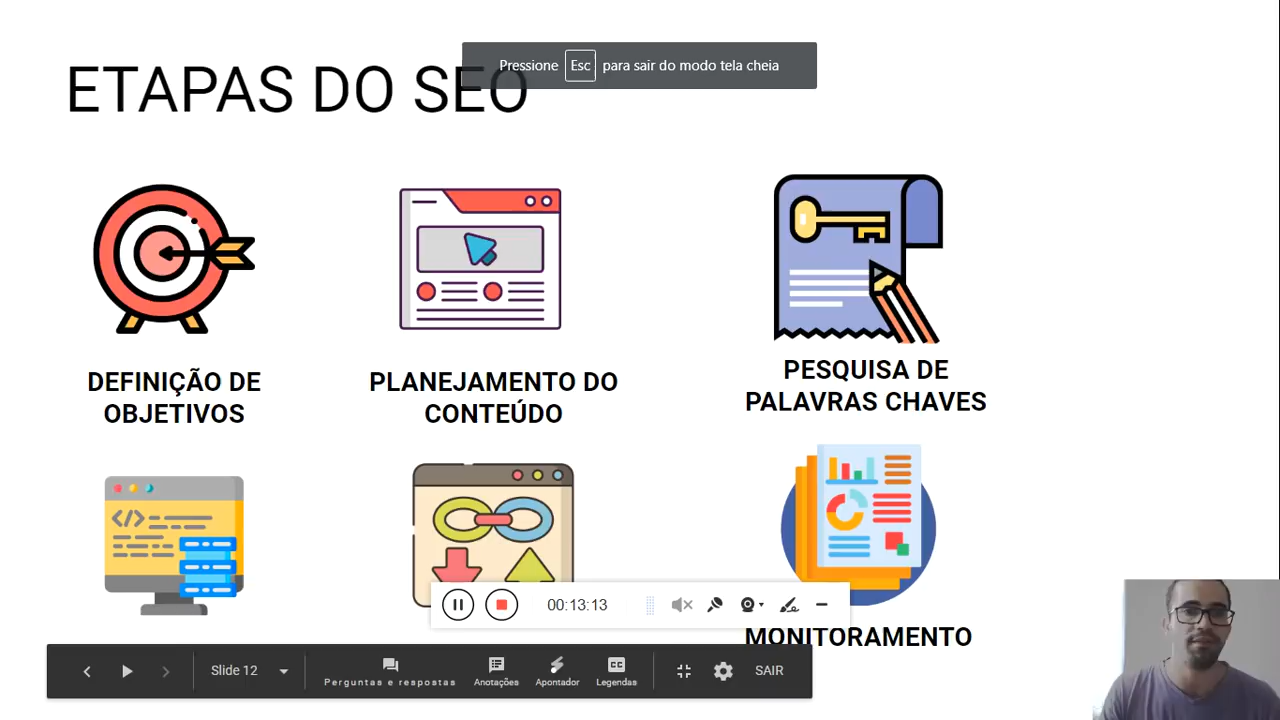 Pressione Esc para sair do modo tela cheia
ETAPAS DO SEO
DEFINIÇÃO DE
OBJETIVOS
PLANEJAMENTO DO
CONTEÚDO
PESQUISA DE
PALAVRAS CHAVES
</>
00:13:13
MONITORAMENTO
Slide 12
Perguntas e respostas
Anotações
Apontador
CC
Legendas
SAIR